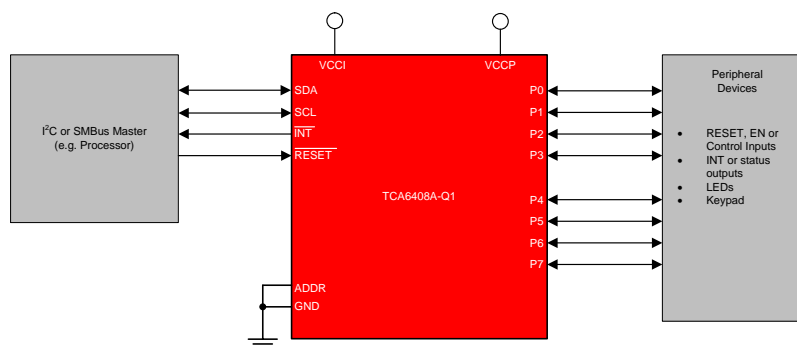 VCCI
VCCP
I²C or SMBus Master
(e.g. Processor)
SDA
SCL
INT
RESET
ADDR
GND
TCA6408A-Q1
P0
P1
P2
P3
P4
P5
P6
P7
Peripheral
Devices
• RESET, EN or
Control Inputs
• INT or status
outputs
• LEDs
• Keypad